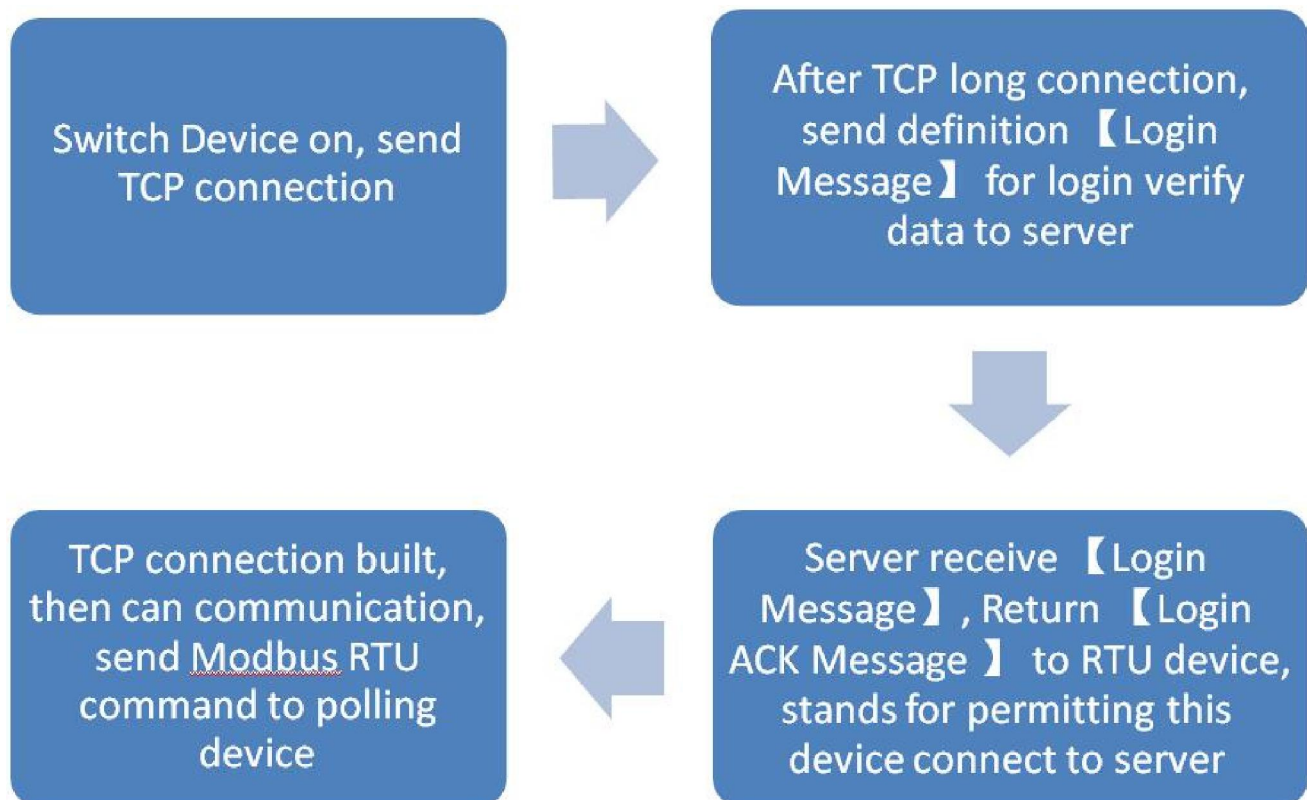 Switch Device on, send
TCP connection
After TCP long connection,
send definition 【Login
Message】 for login verify
data to server
Server receive 【Login
Message】, Return 【Login
ACK Message 】 to RTU device,
stands for permitting this
device connect to server
TCP connection built,
then can communication,
send Modbus RTU
command to polling
device